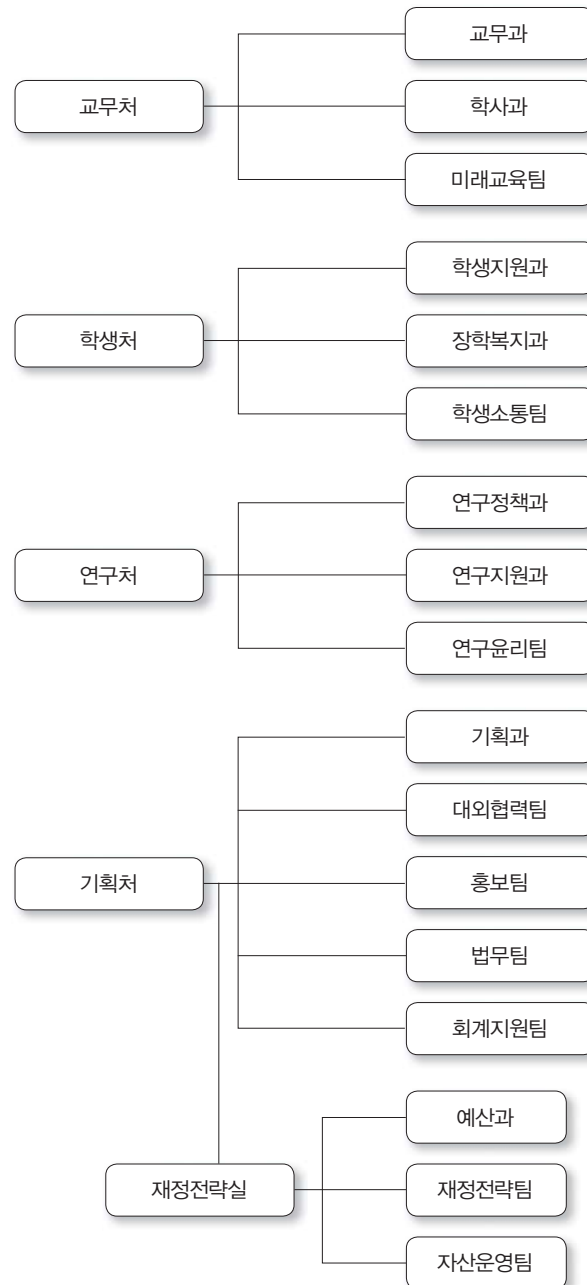 교무처
교무과
학사과
미래교육팀
학생처
학생지원과
장학복지과
학생소통팀
연구처
연구정책과
연구지원과
연구윤리팀
기획처
기획과
대외협력팀
홍보팀
법무팀
회계지원팀
재정전략실
예산과
재정전략팀
자산운영팀